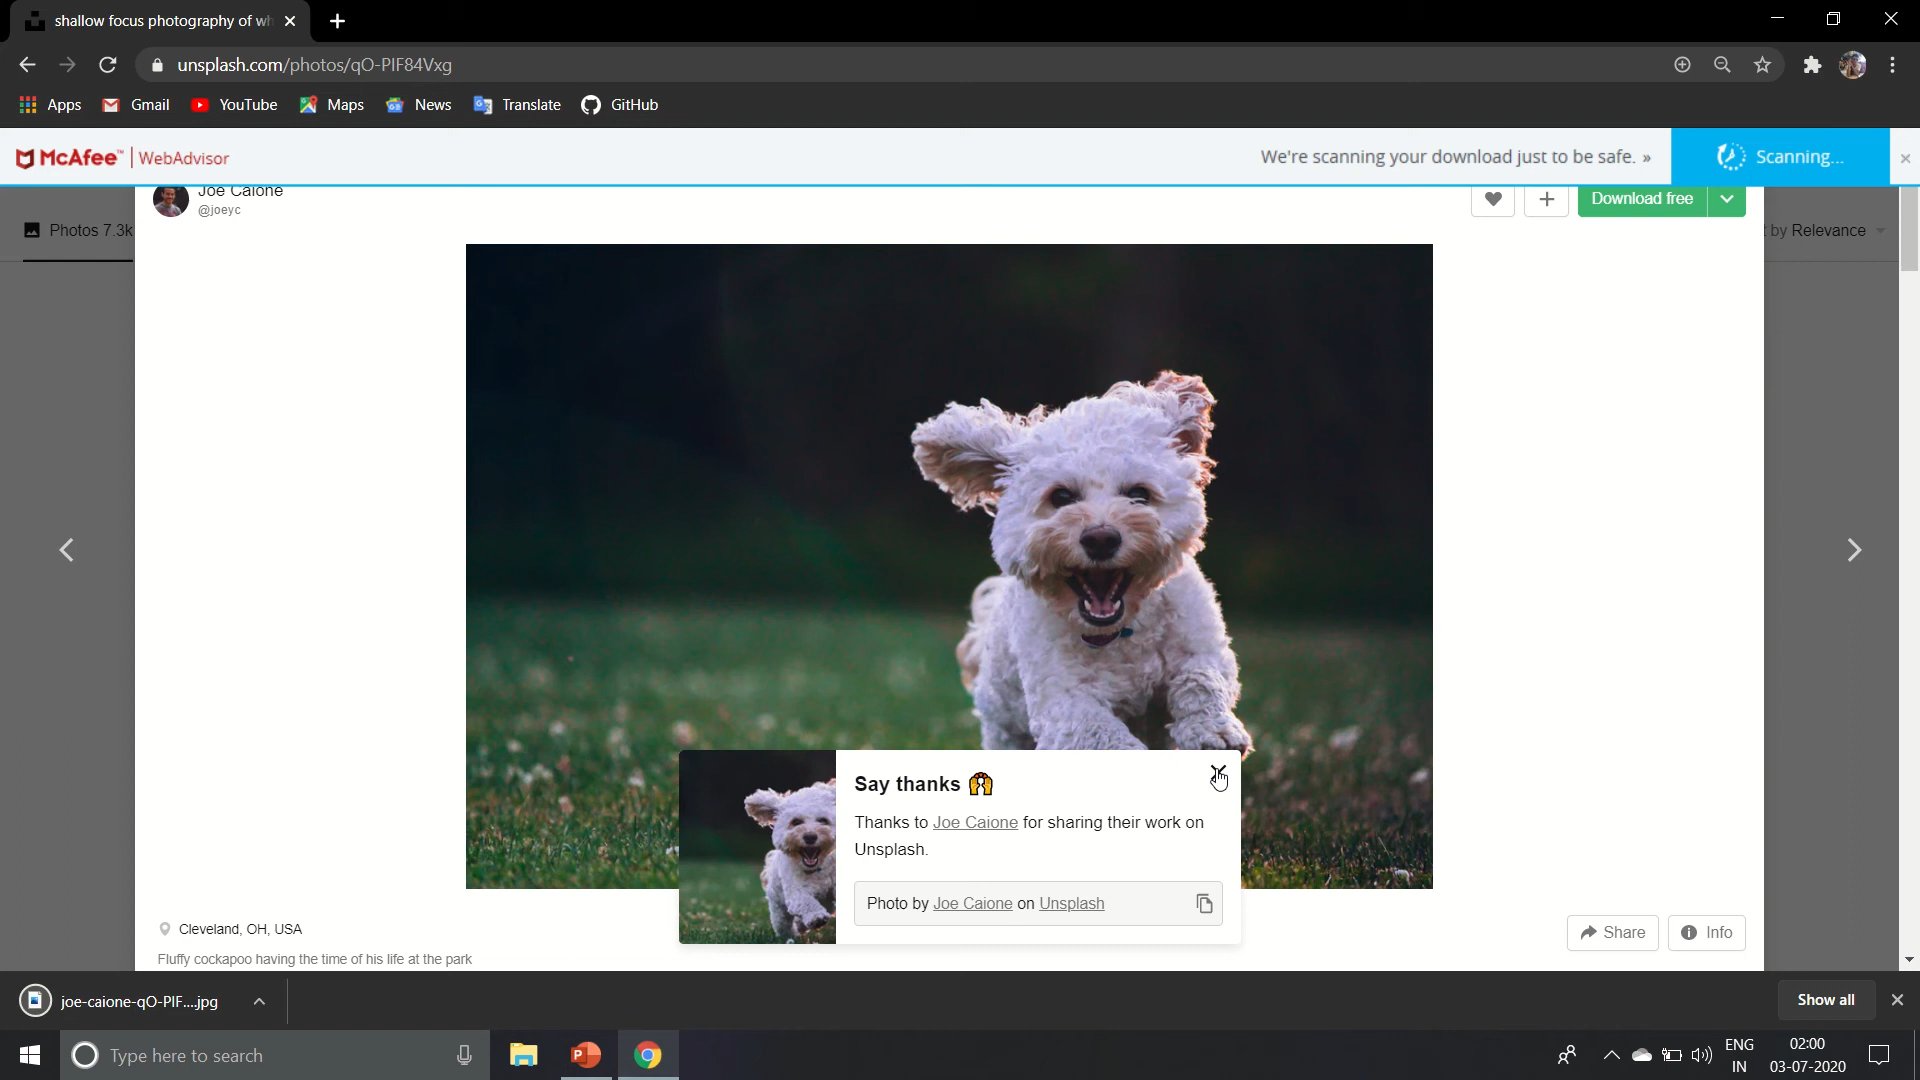 shallow focus photography of wh
unsplash.com/photos/qO-PIF84Vxg
Apps Gmail YouTube Maps News Translate GitHub
McAfee™ | WebAdvisor
We're scanning your download just to be safe. »
Scanning...
Joe Caione
@joeyc
Download free
Photos 7.3k
t by Relevance
Say thanks
Thanks to Joe Caione for sharing their work on
Unsplash.
Photo by Joe Caione on Unsplash
Cleveland, OH, USA
Share
Info
Fluffy cockapoo having the time of his life at the park
joe-caione-qO-PIF....jpg
Show all
Type here to search
ENG
IN
02:00
03-07-2020